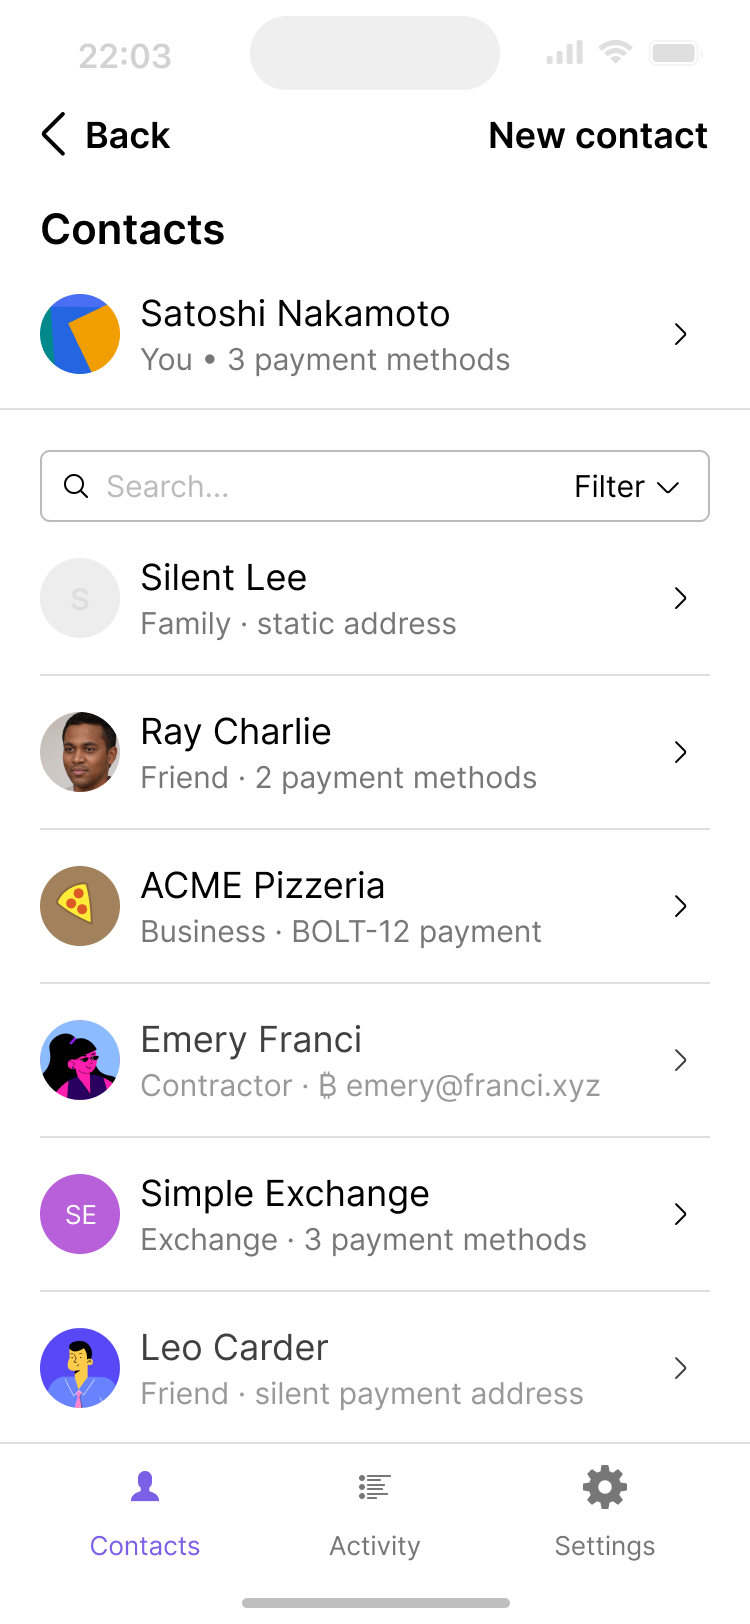 22:03
Back
New contact
Contacts
Satoshi Nakamoto
You • 3 payment methods
Search...
Filter
S
Silent Lee
Family · static address
Ray Charlie
Friend · 2 payment methods
ACME Pizzeria
Business · BOLT-12 payment
Emery Franci
Contractor · ₿ emery@franci.xyz
SE
Simple Exchange
Exchange · 3 payment methods
Leo Carder
Friend · silent payment address
Contacts
Activity
Settings